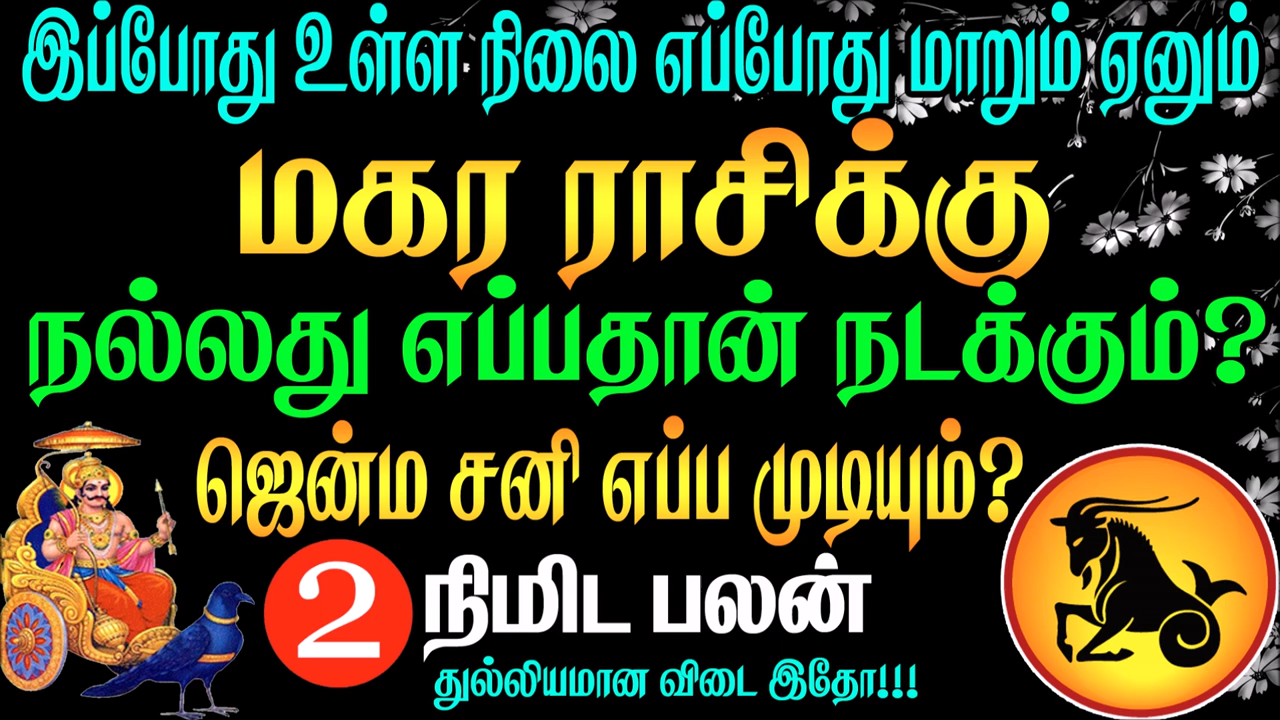 இப்போது உள்ள நிலை எப்போது மாறும் ஏனும்
மகர ராசிக்கு
நல்லது எப்பதான் நடக்கும்?
ஜென்ம சனி எப்ப முடியும்?
2 நிமிட பலன்
துல்லியமான விடை இதோ!!!